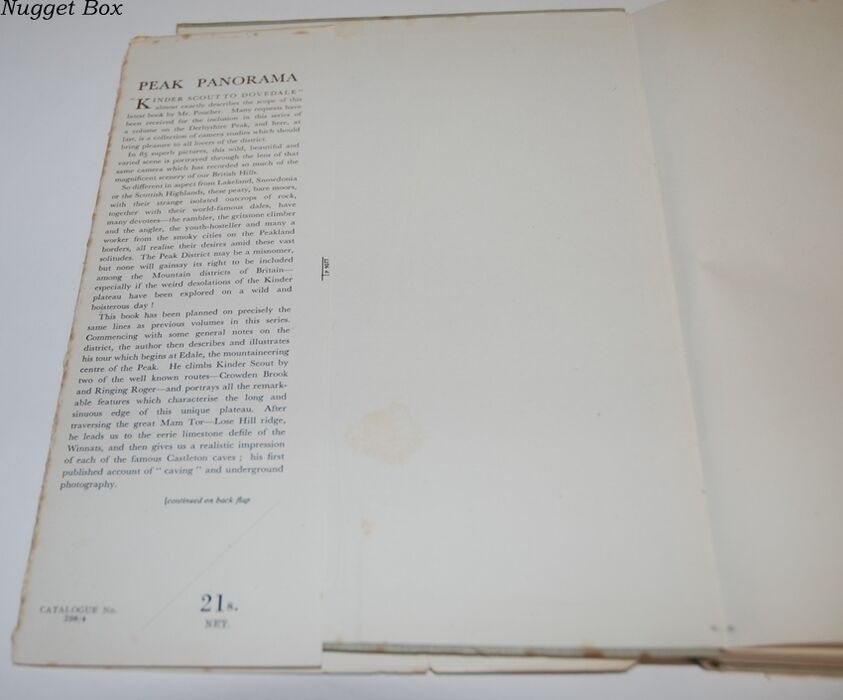 Nugget Box
PEAK PANORAMA
"KINDER SCOUT TO DOVEDALE"
almost exactly describes the scope of this
latest book by Mr. Poucher. Many requests have
been received for the inclusion in this series of
a volume on the Derbyshire Peak, and here, at
last, is a collection of camera studies which should
bring pleasure to all lovers of the district.
In 85 superb pictures, this wild, beautiful and
varied scene is portrayed through the lens of that
same camera which has recorded so much of the
magnificent scenery of our British Hills.
So different in aspect from Lakeland, Snowdonia
or the Scottish Highlands, these peaty, bare moors,
with their strange isolated outcrops of rock,
together with their world-famous dales, have
many devotees—the rambler, the gritstone climber
and the angler, the youth-hosteller and many a
worker from the smoky cities on the Peakland
borders, all realise their desires amid these vast
solitudes. The Peak District may be a misnomer,
but none will gainsay its right to be included
among the Mountain districts of Britain—
especially if the weird desolations of the Kinder
plateau have been explored on a wild and
boisterous day !
This book has been planned on precisely the
same lines as previous volumes in this series.
Commencing with some general notes on the
district, the author then describes and illustrates
his tour which begins at Edale, the mountaineering
centre of the Peak. He climbs Kinder Scout by
two of the well known routes—Crowden Brook
and Ringing Roger—and portrays all the remark-
able features which characterise the long and
sinuous edge of this unique plateau. After
traversing the great Mam Tor—Lose Hill ridge,
he leads us to the eerie limestone defile of the
Winnats, and then gives us a realistic impression
of each of the famous Castleton caves ; his first
published account of " caving " and underground
photography.
[continued on back flap
CATALOGUE No.
298/4
21s.
NET.